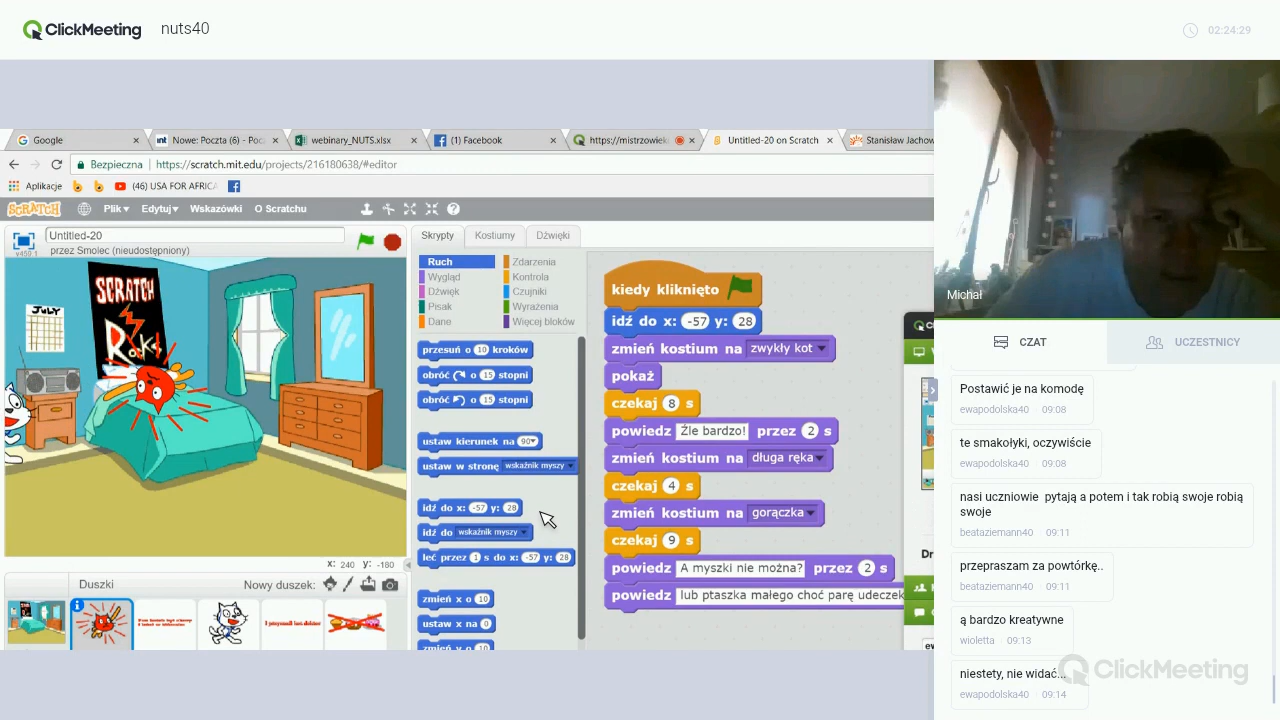 ClickMeeting
nuts40
02:24:29
Google
Nowe: Poczta (6) - Poc
webinary_NUTS.xlsx
(1) Facebook
https://mistrzowiek
Untitled-20 on Scratch
Stanisław Jachow
Bezpieczna
https://scratch.mit.edu/projects/216180638/#editor
Aplikacje
(46) USA FOR AFRICA
SCRATCH
Plik
Edytuj
Wskazówki
O Scratchu
Untitled-20
przez Smolec (nieudostępniony)
Skrypty
Kostiumy
Dźwięki
JULY
SCRATCH
Rocks
Ruch
Wygląd
Dźwięk
Pisak
Dane
Zdarzenia
Kontrola
Czujniki
Wyrażenia
Więcej bloków
przesuń o 10 kroków
obróć o 15 stopni
obróć o 15 stopni
ustaw kierunek na 90
ustaw w stronę wskaźnik myszy
idź do x: -57 y: 28
idź do wskaźnik myszy
leć przez 1 s do x: -57 y: 28
zmień x o 10
ustaw x na 0
zmień y o 10
kiedy kliknięto
idź do x: -57 y: 28
zmień kostium na zwykły kot
pokaż
czekaj 8 s
powiedz Źle bardzo! przez 2 s
zmień kostium na długa ręka
czekaj 4 s
zmień kostium na gorączka
czekaj 9 s
powiedz A myszki nie można? przez 2 s
powiedz lub ptaszka małego choć parę udeczek
x: 240 y: -180
Duszki
Nowy duszek:
Michał
CZAT
UCZESTNICY
Postawić je na komodę
ewapodolska40 · 09:08
te smakołyki, oczywiście
ewapodolska40 · 09:08
nasi uczniowie pytają a potem i tak robią swoje robią
swoje
beataziemann40 · 09:11
przepraszam za powtórkę..
beataziemann40 · 09:11
ą bardzo kreatywne
wioletta · 09:13
niestety, nie widać...
ewapodolska40 · 09:14
ClickMeeting